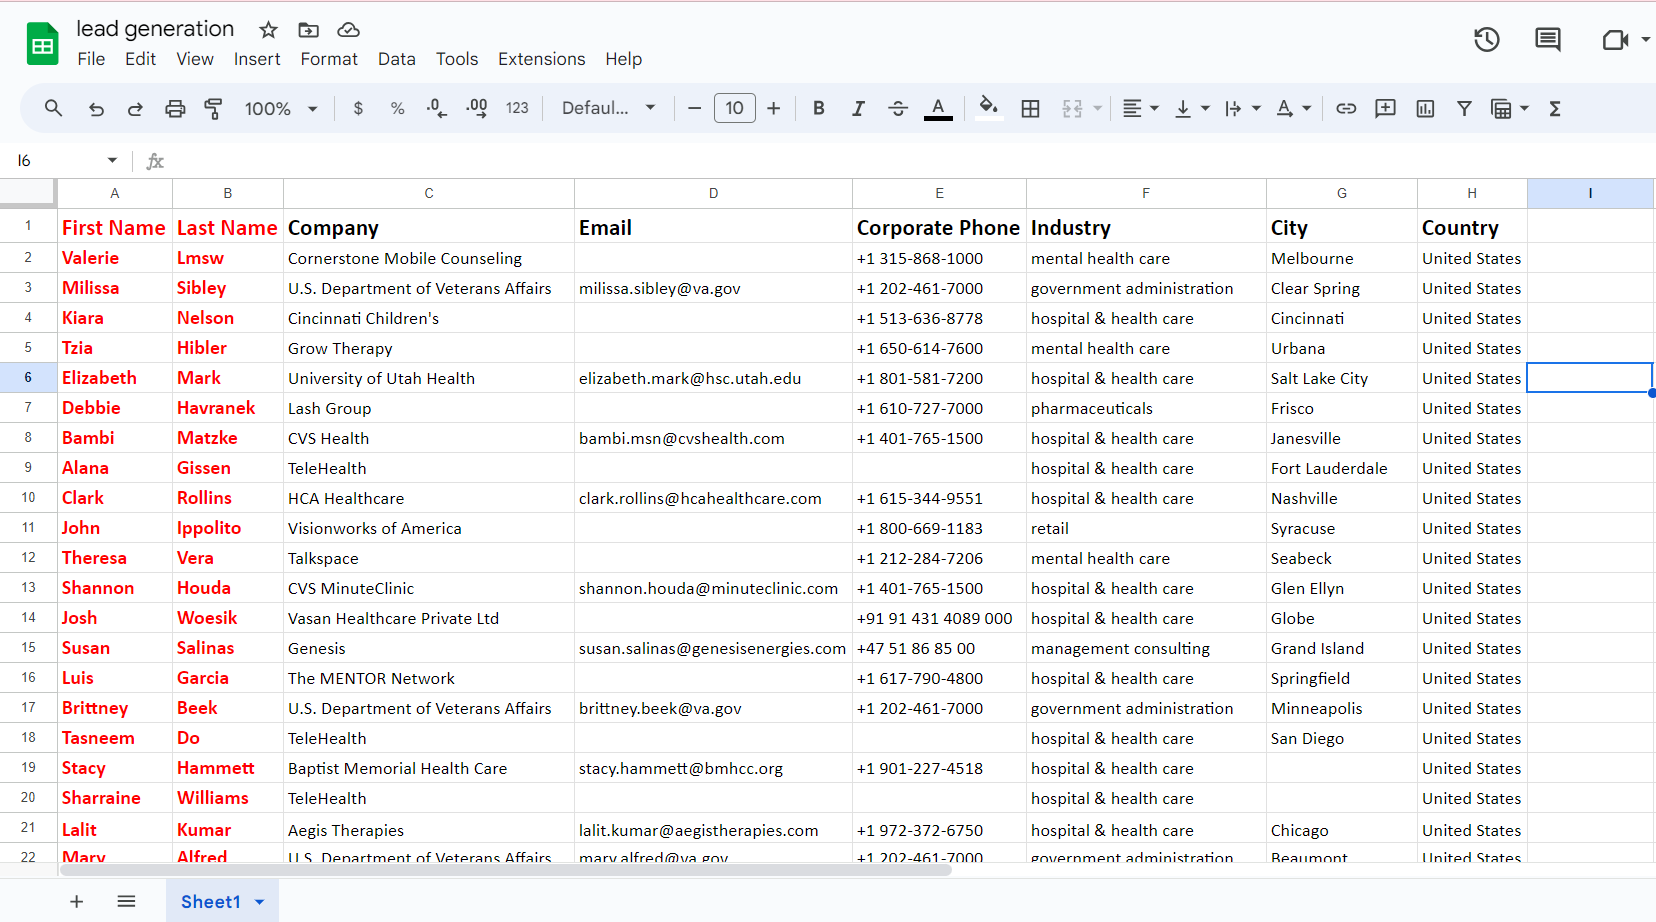 lead generation
File Edit View Insert Format Data Tools Extensions Help
100% $ % .0 .00 123 Defaul... − 10 + B I S A A Σ
I6 fx
A B C D E F G H I
1 First Name Last Name Company Email Corporate Phone Industry City Country
2 Valerie Lmsw Cornerstone Mobile Counseling +1 315-868-1000 mental health care Melbourne United States
3 Milissa Sibley U.S. Department of Veterans Affairs milissa.sibley@va.gov +1 202-461-7000 government administration Clear Spring United States
4 Kiara Nelson Cincinnati Children's +1 513-636-8778 hospital & health care Cincinnati United States
5 Tzia Hibler Grow Therapy +1 650-614-7600 mental health care Urbana United States
6 Elizabeth Mark University of Utah Health elizabeth.mark@hsc.utah.edu +1 801-581-7200 hospital & health care Salt Lake City United States
7 Debbie Havranek Lash Group +1 610-727-7000 pharmaceuticals Frisco United States
8 Bambi Matzke CVS Health bambi.msn@cvshealth.com +1 401-765-1500 hospital & health care Janesville United States
9 Alana Gissen TeleHealth hospital & health care Fort Lauderdale United States
10 Clark Rollins HCA Healthcare clark.rollins@hcahealthcare.com +1 615-344-9551 hospital & health care Nashville United States
11 John Ippolito Visionworks of America +1 800-669-1183 retail Syracuse United States
12 Theresa Vera Talkspace +1 212-284-7206 mental health care Seabeck United States
13 Shannon Houda CVS MinuteClinic shannon.houda@minuteclinic.com +1 401-765-1500 hospital & health care Glen Ellyn United States
14 Josh Woesik Vasan Healthcare Private Ltd +91 91 431 4089 000 hospital & health care Globe United States
15 Susan Salinas Genesis susan.salinas@genesisenergies.com +47 51 86 85 00 management consulting Grand Island United States
16 Luis Garcia The MENTOR Network +1 617-790-4800 hospital & health care Springfield United States
17 Brittney Beek U.S. Department of Veterans Affairs brittney.beek@va.gov +1 202-461-7000 government administration Minneapolis United States
18 Tasneem Do TeleHealth hospital & health care San Diego United States
19 Stacy Hammett Baptist Memorial Health Care stacy.hammett@bmhcc.org +1 901-227-4518 hospital & health care United States
20 Sharraine Williams TeleHealth hospital & health care United States
21 Lalit Kumar Aegis Therapies lalit.kumar@aegistherapies.com +1 972-372-6750 hospital & health care Chicago United States
22 Mary Alfred U.S. Department of Veterans Affairs mary.alfred@va.gov +1 202-461-7000 government administration Beaumont United States
+ Sheet1